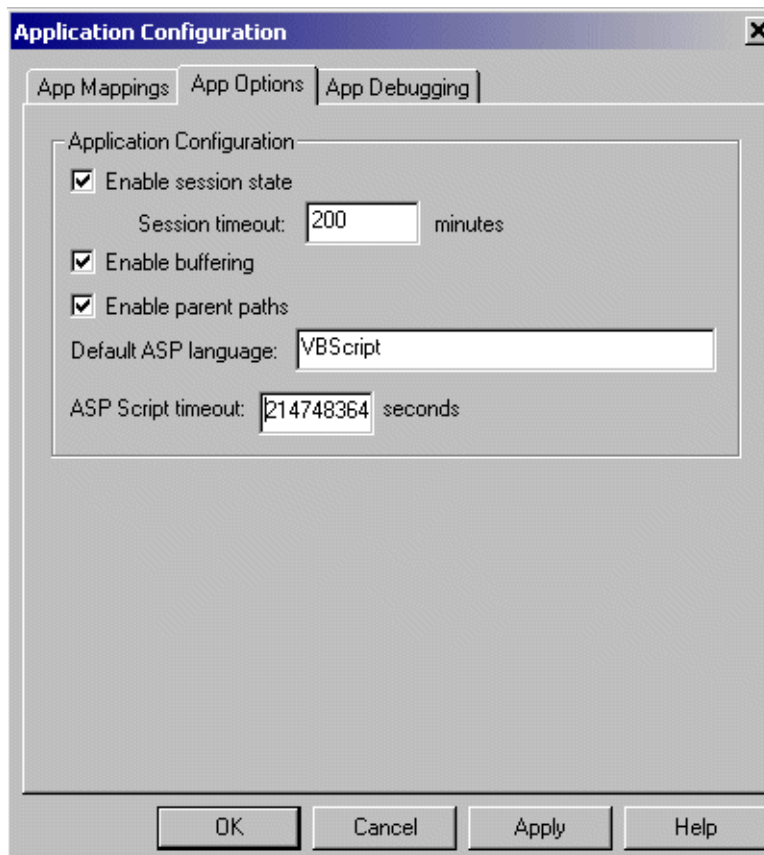 Application Configuration
App Mappings App Options App Debugging
Application Configuration
Enable session state
Session timeout: 200 minutes
Enable buffering
Enable parent paths
Default ASP language: VBScript
ASP Script timeout: 214748364 seconds
OK Cancel Apply Help